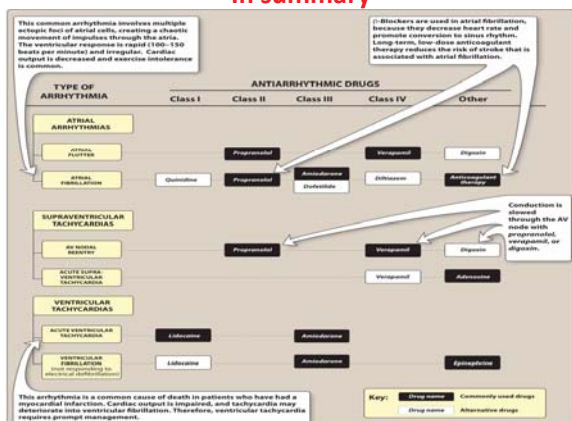 In summary
This common arrhythmia involves multiple
ectopic foci of atrial cells, creating a chaotic
movement of impulses through the atria.
The ventricular response is rapid (100–150
beats per minute) and irregular. Cardiac
output is decreased and exercise intolerance
is common.
β-Blockers are used in atrial fibrillation,
because they decrease heart rate and
promote conversion to sinus rhythm.
Long-term, low-dose anticoagulant
therapy reduces the risk of stroke that is
associated with atrial fibrillation.
TYPE OF
ARRHYTHMIA
ANTIARRHYTHMIC DRUGS
Class I Class II Class III Class IV Other
ATRIAL
ARRHYTHMIAS
ATRIAL
FLUTTER
Propranolol Verapamil Digoxin
ATRIAL
FIBRILLATION
Quinidine Propranolol Amiodarone Dofetilide Diltiazem Anticoagulant
therapy
Conduction is
slowed
through the AV
node with
propranolol,
verapamil, or
digoxin.
SUPRAVENTRICULAR
TACHYCARDIAS
AV NODAL
REENTRY
Propranolol Verapamil Digoxin
ACUTE SUPRA-
VENTRICULAR
TACHYCARDIA
Verapamil Adenosine
VENTRICULAR
TACHYCARDIAS
ACUTE VENTRICULAR
TACHYCARDIA
Lidocaine Amiodarone
VENTRICULAR
FIBRILLATION
(not responding to
electrical defibrillation)
Lidocaine Amiodarone Epinephrine
This arrhythmia is a common cause of death in patients who have had a
myocardial infarction. Cardiac output is impaired, and tachycardia may
deteriorate into ventricular fibrillation. Therefore, ventricular tachycardia
requires prompt management.
Key: Drug name Commonly used drugs
Drug name Alternative drugs